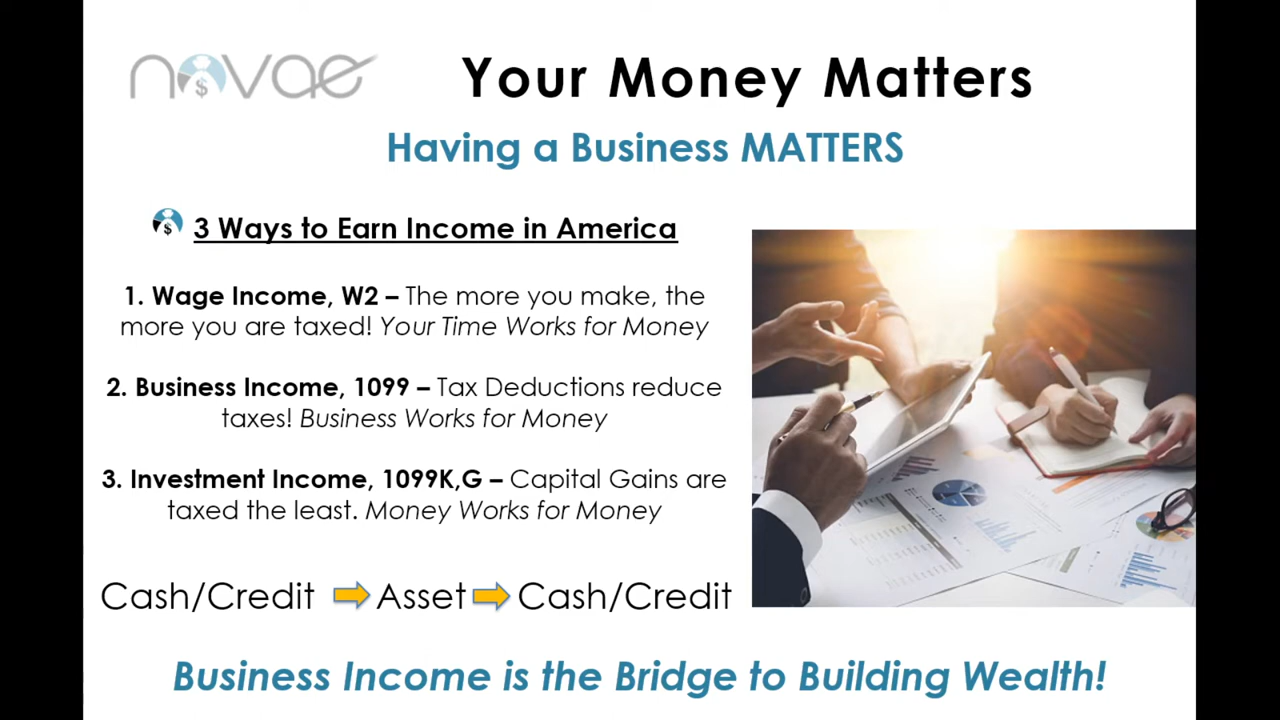 novae
Your Money Matters
Having a Business MATTERS
$
3 Ways to Earn Income in America
1. Wage Income, W2 – The more you make, the
more you are taxed! Your Time Works for Money
2. Business Income, 1099 – Tax Deductions reduce
taxes! Business Works for Money
3. Investment Income, 1099K,G – Capital Gains are
taxed the least. Money Works for Money
Cash/Credit Asset Cash/Credit
Business Income is the Bridge to Building Wealth!